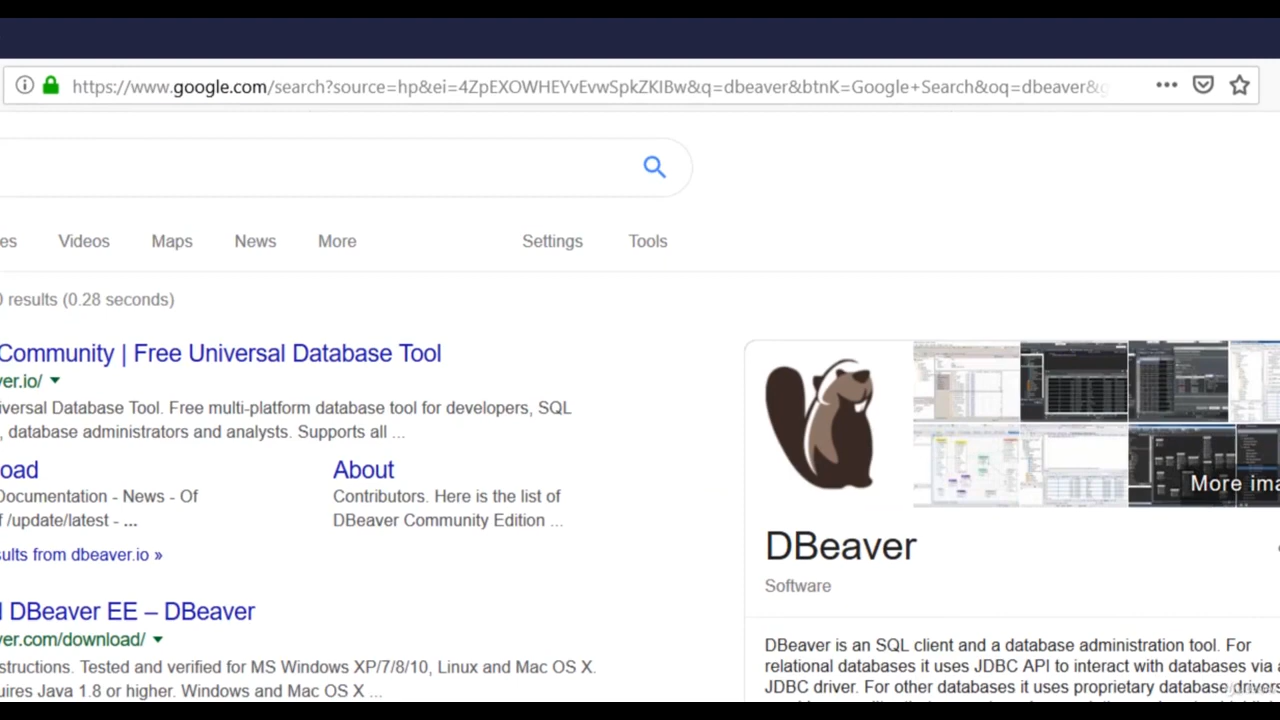 https://www.google.com/search?source=hp&ei=4ZpEXOWHEYvEvwSpkZKIBw&q=dbeaver&btnK=Google+Search&oq=dbeaver&g
es Videos Maps News More Settings Tools
0 results (0.28 seconds)
Community | Free Universal Database Tool
ver.io/
iversal Database Tool. Free multi-platform database tool for developers, SQL
, database administrators and analysts. Supports all ...
oad
Documentation - News - Of
f /update/latest - ...
About
Contributors. Here is the list of
DBeaver Community Edition ...
sults from dbeaver.io »
l DBeaver EE – DBeaver
ver.com/download/
structions. Tested and verified for MS Windows XP/7/8/10, Linux and Mac OS X.
uires Java 1.8 or higher. Windows and Mac OS X ...
More ima
DBeaver
Software
DBeaver is an SQL client and a database administration tool. For
relational databases it uses JDBC API to interact with databases via a
JDBC driver. For other databases it uses proprietary database drivers